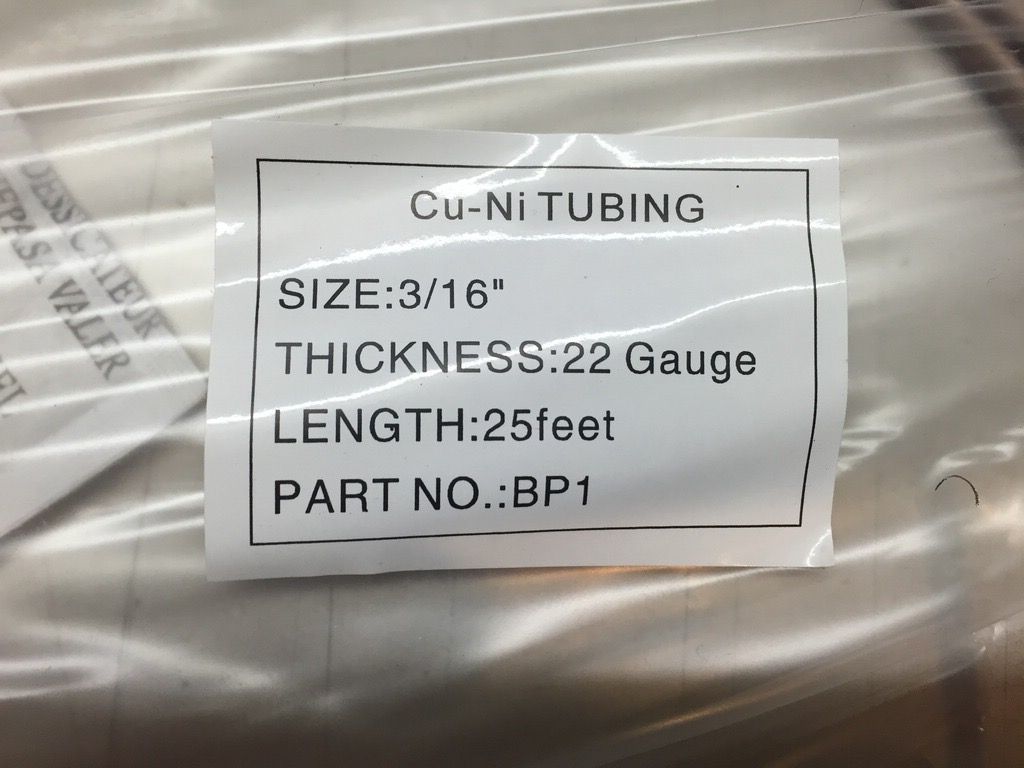 Cu-Ni TUBING
SIZE:3/16"
THICKNESS:22 Gauge
LENGTH:25feet
PART NO.:BP1